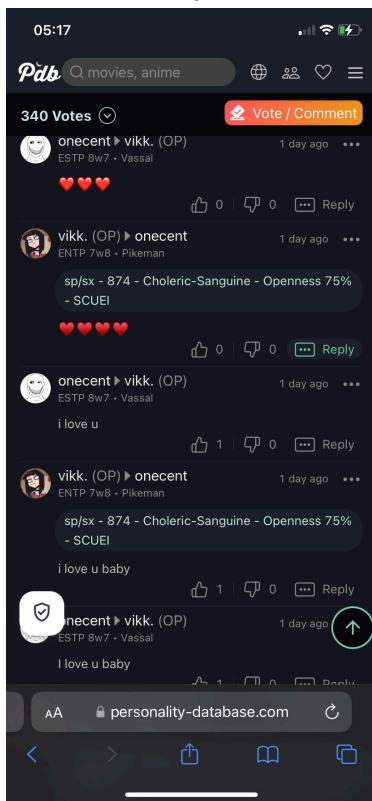 05:17
Pdb movies, anime
340 Votes Vote / Comment
onecent ▸ vikk. (OP) 1 day ago
ESTP 8w7 • Vassal
❤️❤️❤️
0 0 Reply
vikk. (OP) ▸ onecent 1 day ago
ENTP 7w8 • Pikeman
sp/sx - 874 - Choleric-Sanguine - Openness 75%
- SCUEI
❤️❤️❤️❤️
0 0 Reply
onecent ▸ vikk. (OP) 1 day ago
ESTP 8w7 • Vassal
i love u
1 0 Reply
vikk. (OP) ▸ onecent 1 day ago
ENTP 7w8 • Pikeman
sp/sx - 874 - Choleric-Sanguine - Openness 75%
- SCUEI
i love u baby
1 0 Reply
onecent ▸ vikk. (OP) 1 day ago
ESTP 8w7 • Vassal
I love u baby
1 0 Reply
AA personality-database.com